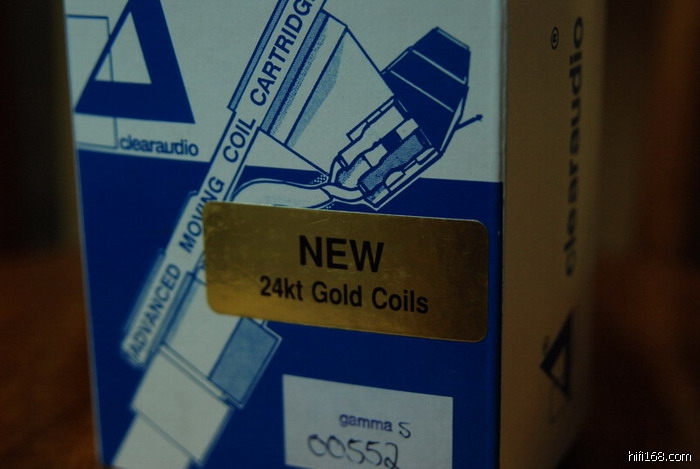 clearaudio
ADVANCED MOVING COIL CARTRIDGE
NEW
24kt Gold Coils
gamma S
00552
clearaudio®
hifi168.com